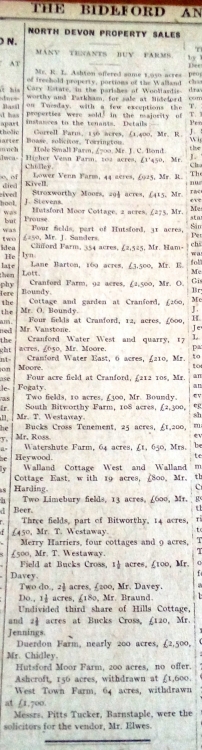 THE BIDEFORD AN
NORTH DEVON PROPERTY SALES
MANY TENANTS BUY FARMS.
Mr. R. L. Ashton offered some 1,920 acres
of freehold property, portions of the Walland
Cary Estate, in the parishes of Woolfardis-
worthy and Parkham, for sale at Bideford
on Tuesday. with a few exceptions the
properties were sold in the majority of
instances to the tenants. Details:—
Gorrell Farm, 156 acres, £1,400, Mr. R.
House, solicitor, Torrington.
Hole Small Farm, £700, Mr. J. C. Bond.
Higher Venn Farm, 102 acres, £1'450, Mr.
Chidley.
Lower Venn Farm, 44 acres, £925, Mr. R.
Kivell.
Stroxworthy Moors, 29¾ acres, £415, Mr.
J. Stevens.
Hutsford Moor Cottage, 2 acres, £275, Mr.
Prouse.
Four fields, part of Hutsford, 31 acres,
£450, Mr. J. Sanders.
Clifford Farm, 354 acres, £2,525, Mr. Ham-
lyn.
Lane Barton, 169 acres, £3,500, Mr. E.
Lott.
Cranford Farm, 92 acres, £2,500, Mr. O.
Boundy.
Cottage and garden at Cranford, £260,
Mr. O. Boundy.
Four fields at Cranford, 12, acres, £600,
Mr. Vanstone.
Cranford Water West and quarry, 17
acres, £650, Mr. Moore.
Cranford Water East, 6 acres, £210, Mr.
Moore.
Four acre field at Cranford, £212 10s, Mr.
Fogaty.
Two fields, 10 acres, £300, Mr. Boundy.
South Bitworthy Farm, 108 acres, £2,300,
Mr. T. Westaway.
Bucks Cross Tenement, 25 acres, £1,200,
Mr. Ross.
Watershute Farm, 64 acres, £1, 650, Mrs.
Heywood.
Walland Cottage West and Walland
Cottage East, with 19 acres, £800, Mr.
Harding.
Two Limebury fields, 13 acres, £600, Mr.
Beer.
Three fields, part of Bitworthy, 14 acres,
£450, Mr. T. Westaway.
Merry Harriers, four cottages and 9 acres,
£500, Mr. T. Westaway.
Field at Bucks Cross, 1½ acres, £100, Mr.
Davey.
Two do., 2¾ acres, £200, Mr. Davey.
Do., 1½ acres, £180, Mr. Braund.
Undivided third share of Hills Cottage,
and 2¾ acres at Bucks Cross, £120, Mr.
Jennings.
Duerdon Farm, nearly 200 acres, £2,500,
Mr. Chidley.
Hutsford Moor Farm, 200 acres, no offer.
Ashcroft, 156 acres, withdrawn at £1,600.
West Town Farm, 64 acres, withdrawn
at £1,700.
Messrs. Pitts Tucker, Barnstaple, were the
solicitors for the vendor, Mr. Elwes.